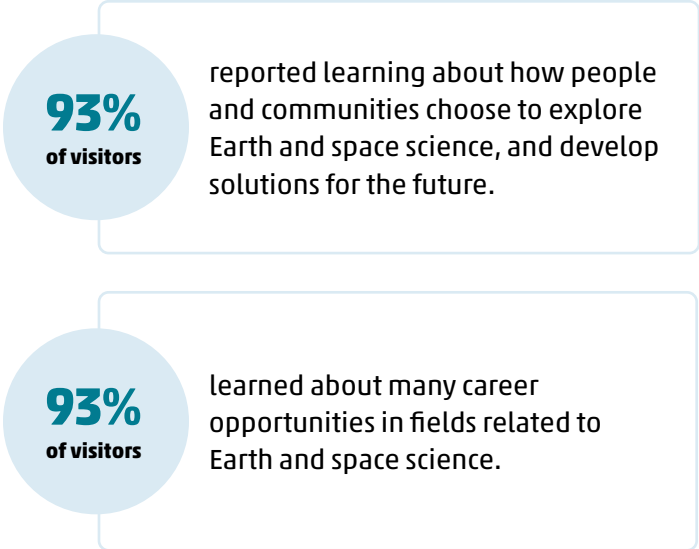 93%
of visitors
reported learning about how people
and communities choose to explore
Earth and space science, and develop
solutions for the future.
93%
of visitors
learned about many career
opportunities in fields related to
Earth and space science.